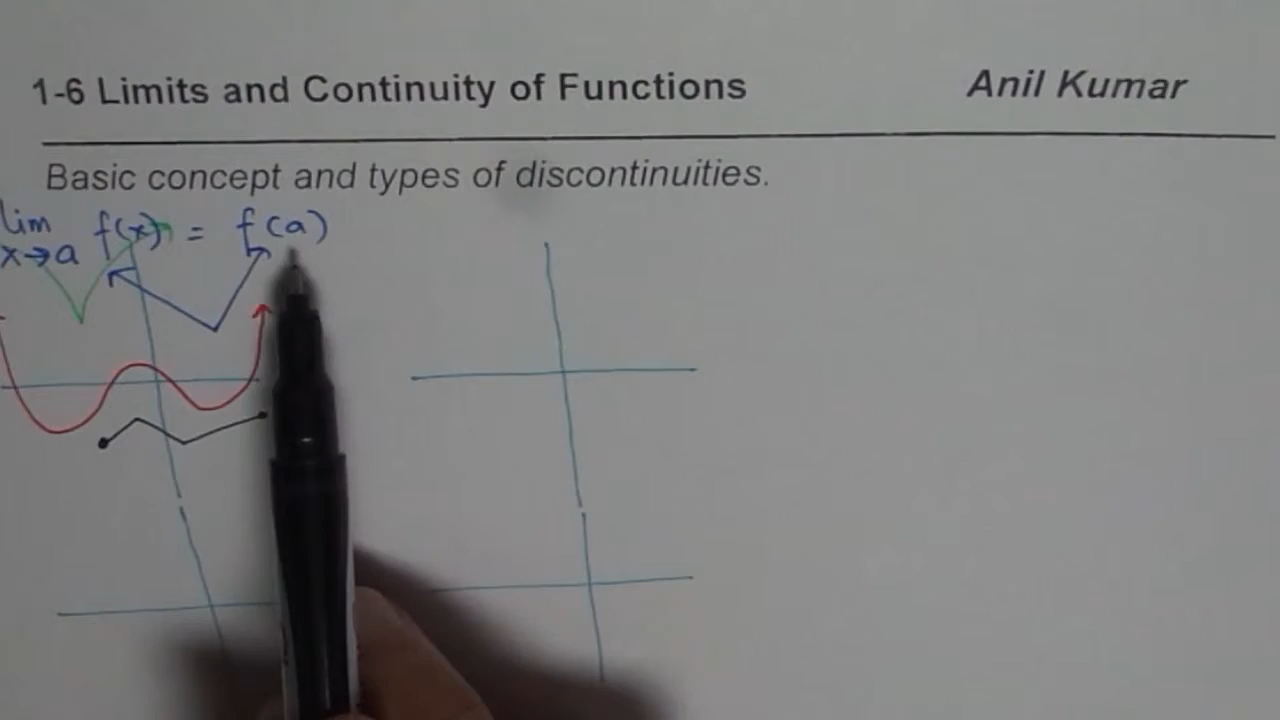 1-6 Limits and Continuity of Functions Anil Kumar
Basic concept and types of discontinuities.
lim f(x) = f(a)
x→a